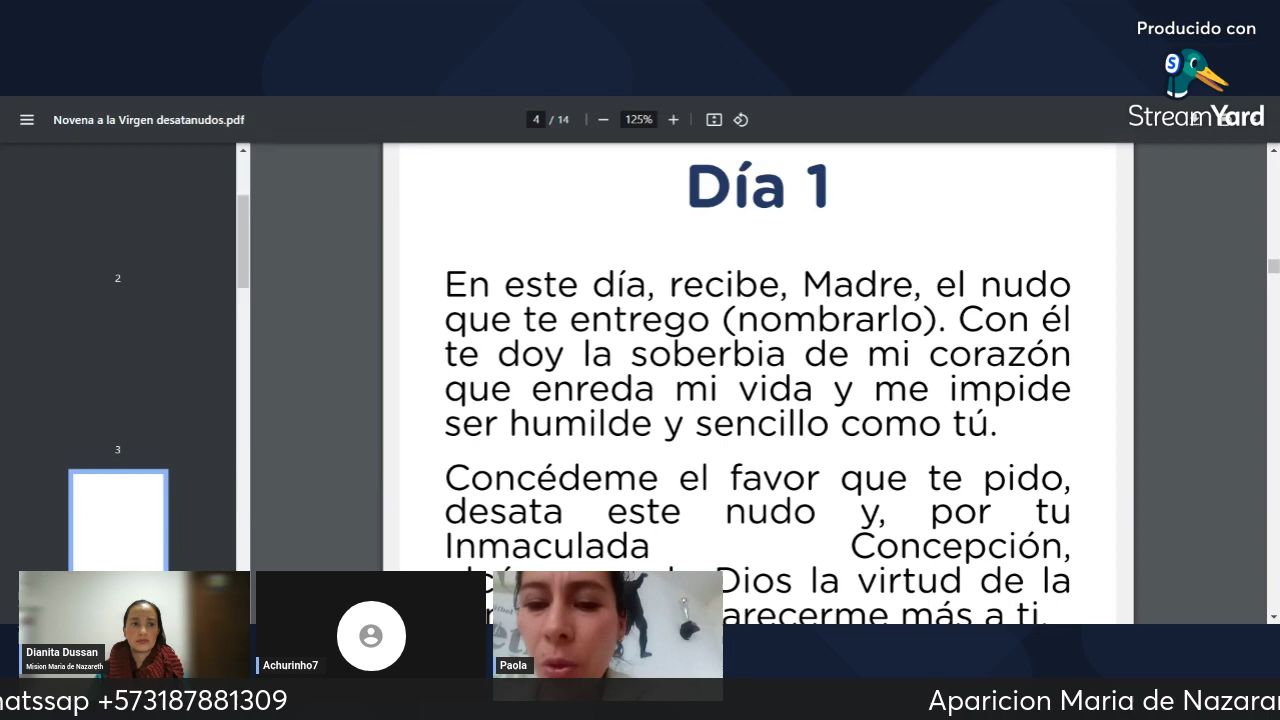 Producido con
StreamYard
Novena a la Virgen desatanudos.pdf
4 / 14
125%
2
3
Día 1
En este día, recibe, Madre, el nudo
que te entrego (nombrarlo). Con él
te doy la soberbia de mi corazón
que enreda mi vida y me impide
ser humilde y sencillo como tú.
Concédeme el favor que te pido,
desata este nudo y, por tu
Inmaculada Concepción,
Dios la virtud de la
más a ti.
Dianita Dussan
Mision Maria de Nazareth
Achurinho7
Paola
+573187881309
Aparicion Maria de